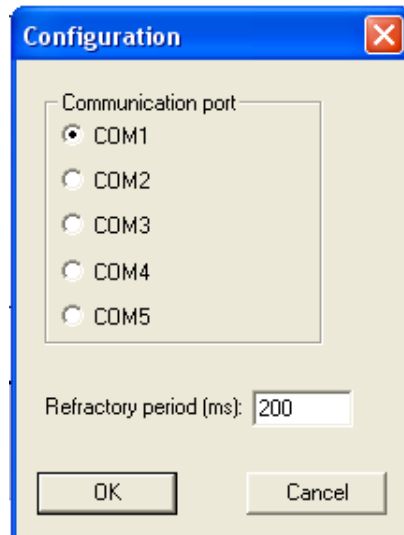 Configuration
Communication port
COM1
COM2
COM3
COM4
COM5
Refractory period (ms): 200
OK Cancel